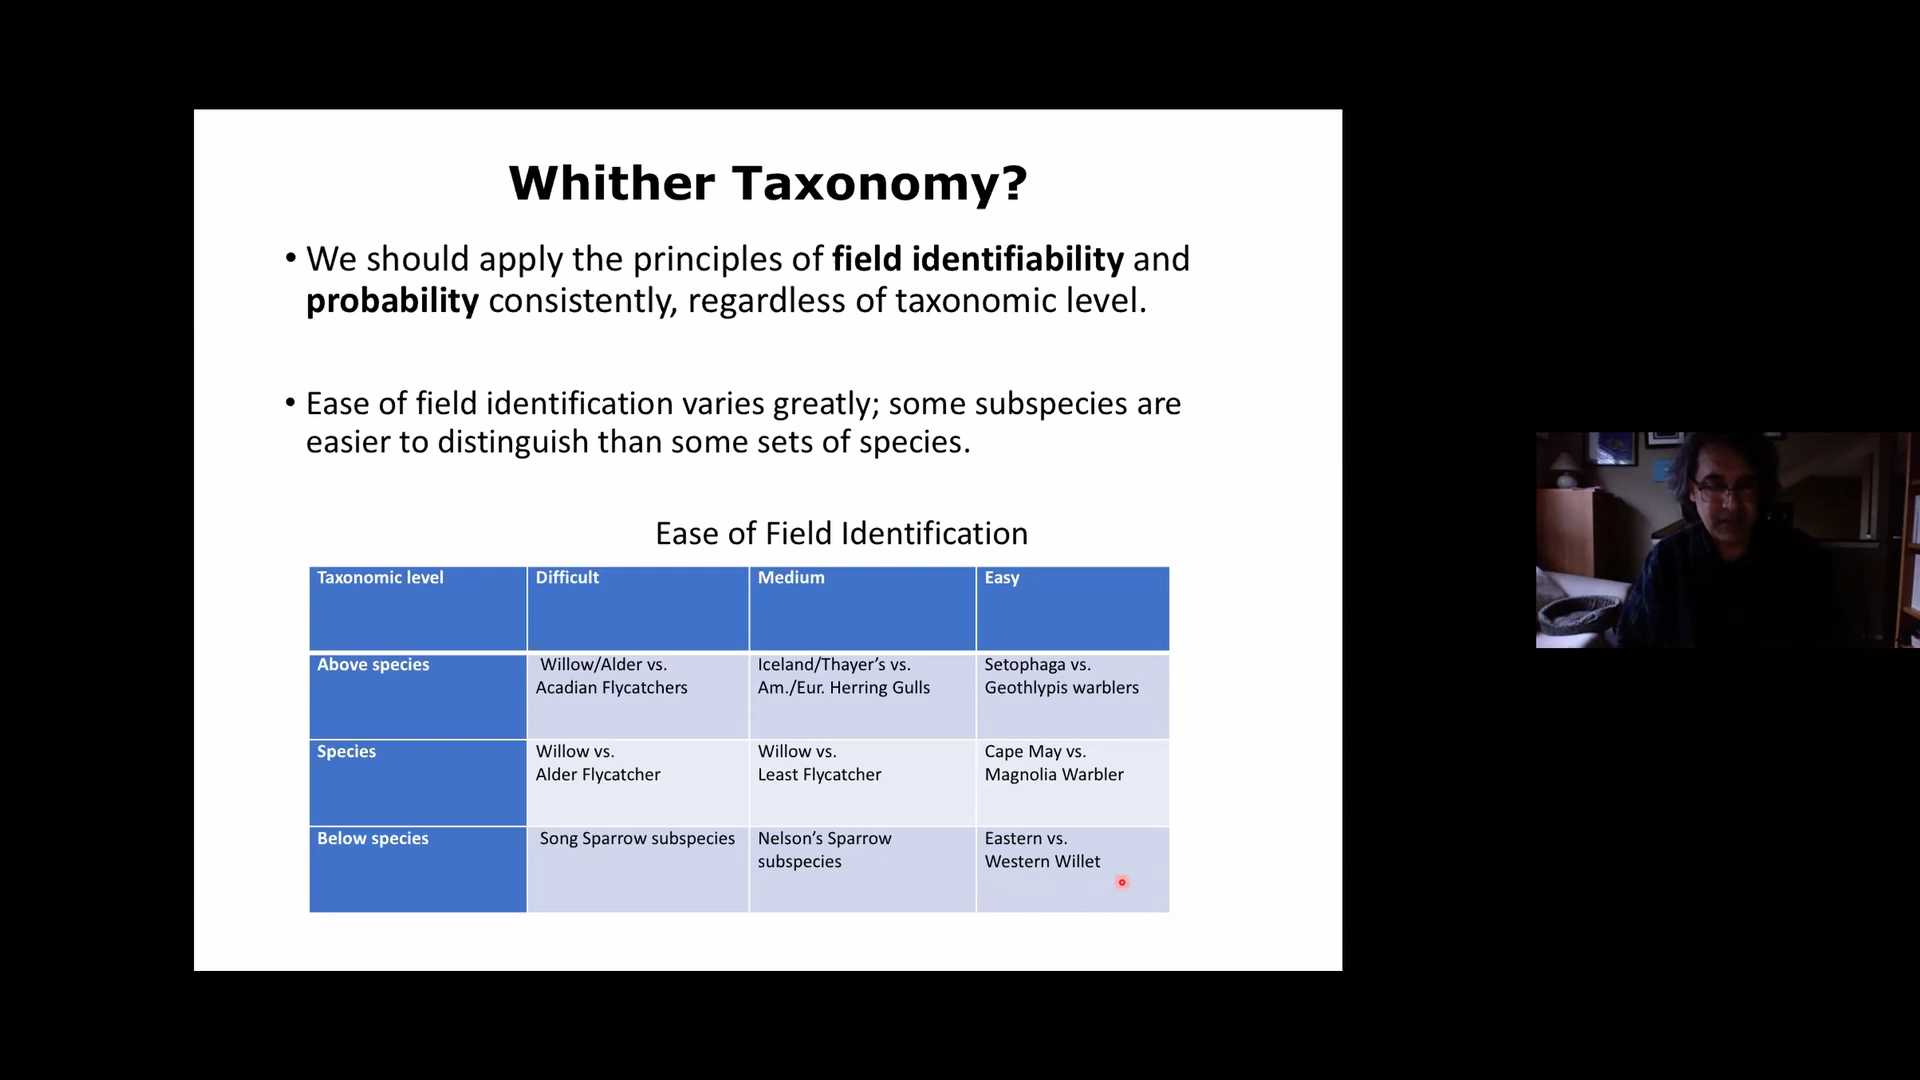 Whither Taxonomy?
• We should apply the principles of field identifiability and
probability consistently, regardless of taxonomic level.
• Ease of field identification varies greatly; some subspecies are
easier to distinguish than some sets of species.
Ease of Field Identification
Taxonomic level Difficult Medium Easy
Above species Willow/Alder vs. Iceland/Thayer’s vs. Setophaga vs.
Acadian Flycatchers Am./Eur. Herring Gulls Geothlypis warblers
Species Willow vs. Willow vs. Cape May vs.
Alder Flycatcher Least Flycatcher Magnolia Warbler
Below species Song Sparrow subspecies Nelson’s Sparrow Eastern vs.
subspecies Western Willet